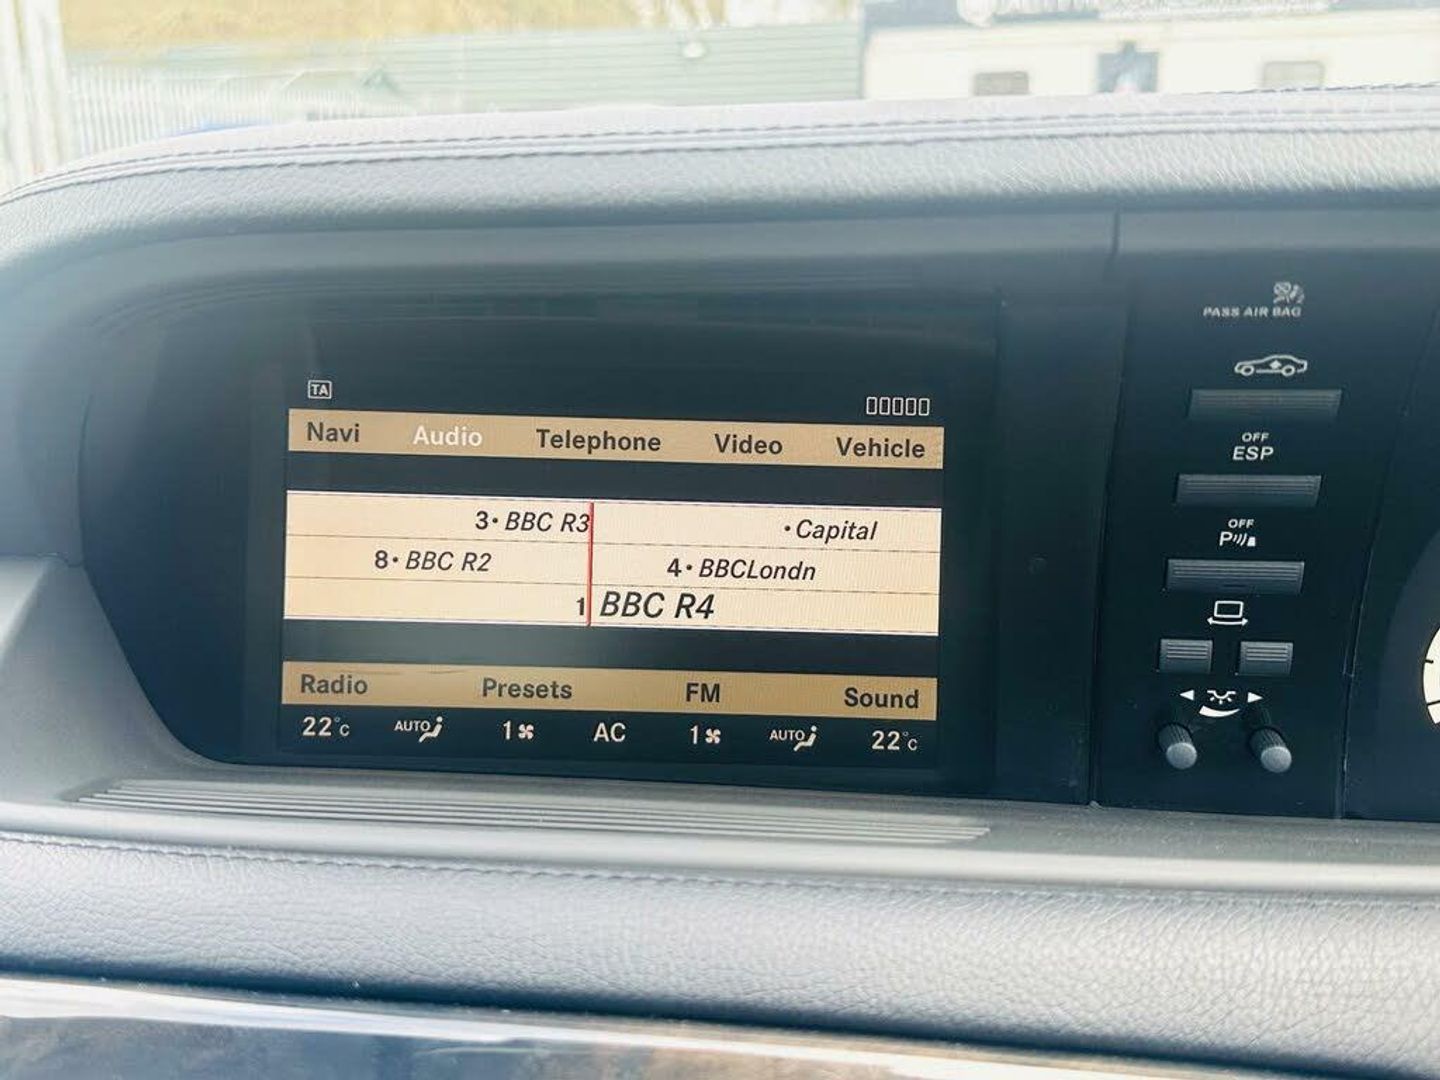 TA
Navi Audio Telephone Video Vehicle
3• BBC R3 •Capital
8• BBC R2 4• BBCLondn
1 BBC R4
Radio Presets FM Sound
22°C AUTO 1 AC 1 AUTO 22°C
PASS AIR BAG
OFF
ESP
OFF
P